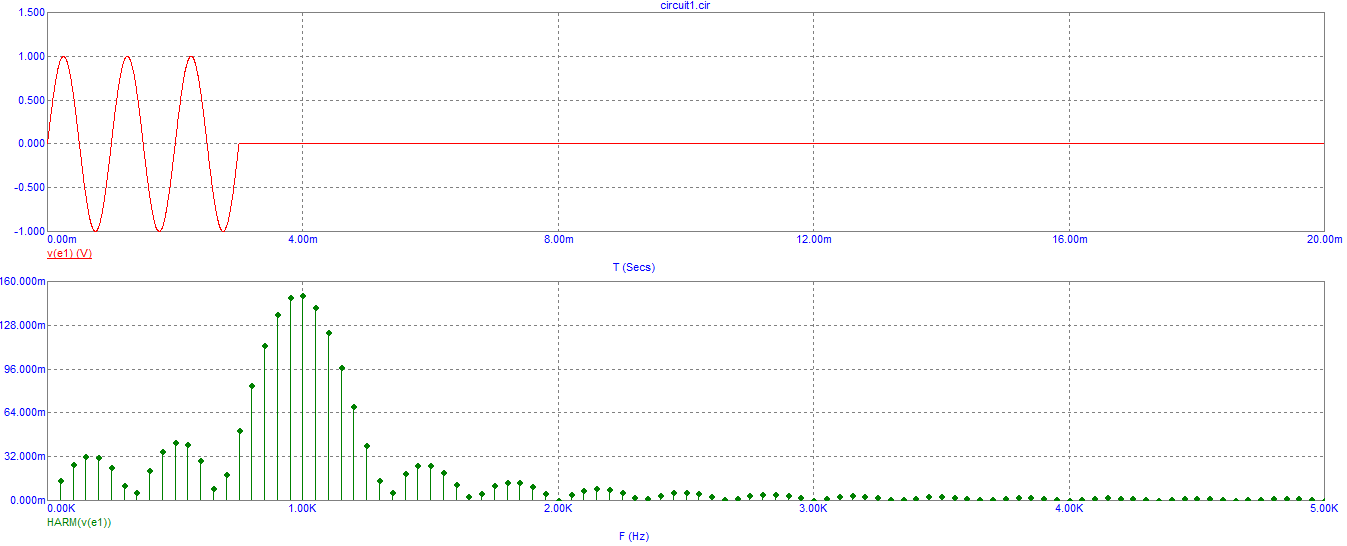 circuit1.cir
1.500
1.000
0.500
0.000
-0.500
-1.000
0.00m 4.00m 8.00m 12.00m 16.00m 20.00m
v(e1) (V)
T (Secs)
160.000m
128.000m
96.000m
64.000m
32.000m
0.000m
0.00K 1.00K 2.00K 3.00K 4.00K 5.00K
HARM(v(e1))
F (Hz)